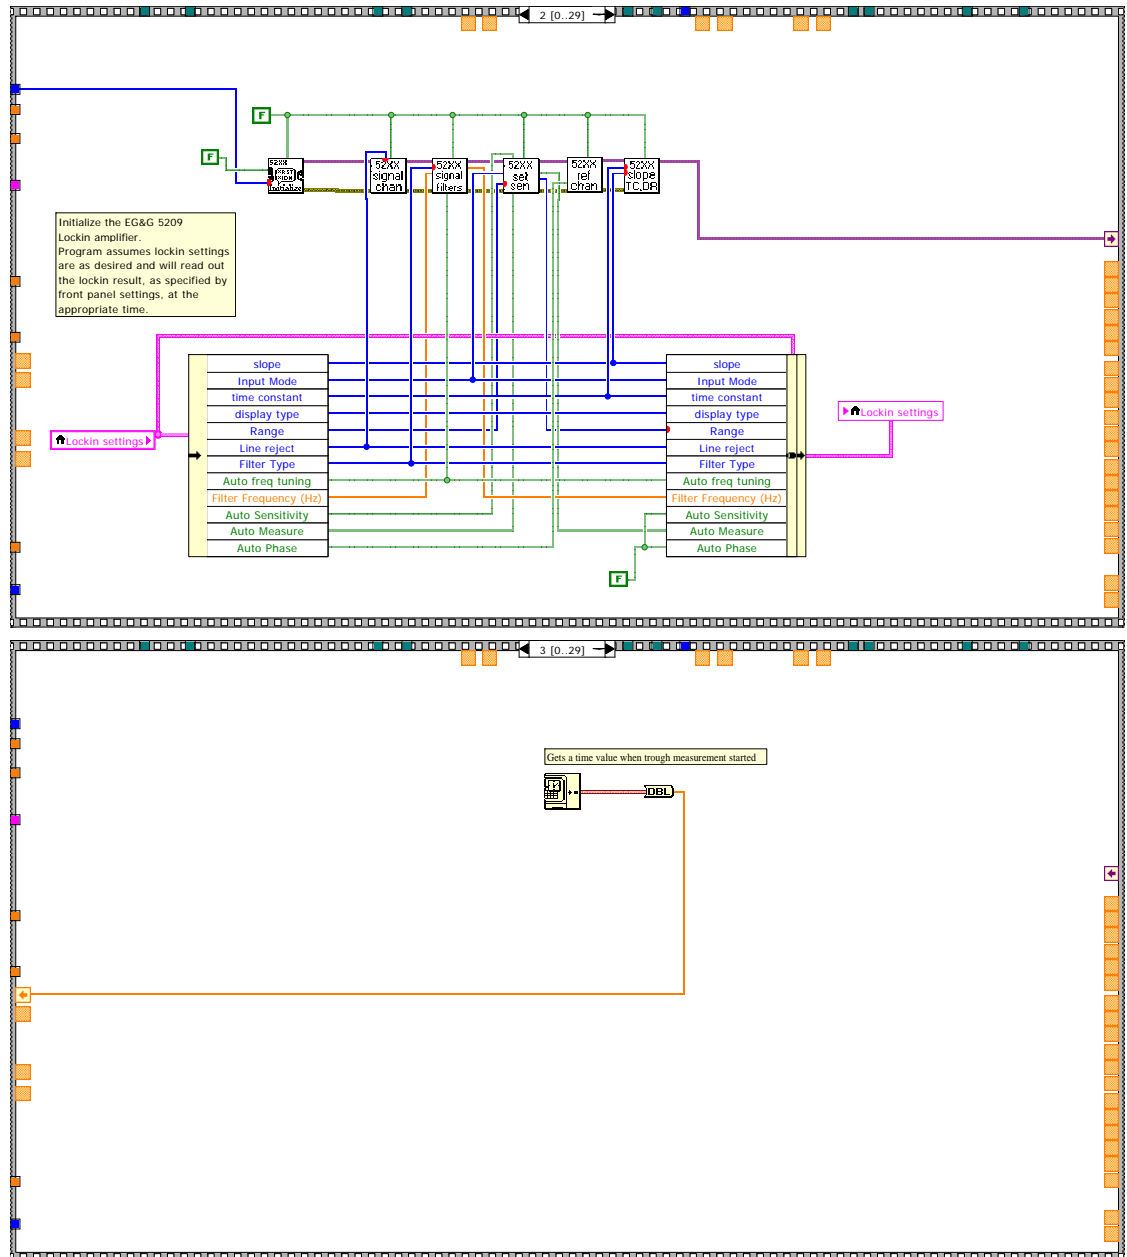 2 [0..29]
F
F
52XX
Initialize
52XX
signal
chan
52XX
signal
filters
52XX
set
sen
52XX
ref
chan
52XX
slope
TC,DR
Initialize the EG&G 5209
Lockin amplifier.
Program assumes lockin settings
are as desired and will read out
the lockin result, as specified by
front panel settings, at the
appropriate time.
Lockin settings
slope
Input Mode
time constant
display type
Range
Line reject
Filter Type
Auto freq tuning
Filter Frequency (Hz)
Auto Sensitivity
Auto Measure
Auto Phase
slope
Input Mode
time constant
display type
Range
Line reject
Filter Type
Auto freq tuning
Filter Frequency (Hz)
Auto Sensitivity
Auto Measure
Auto Phase
Lockin settings
F
3 [0..29]
Gets a time value when trough measurement started
DBL